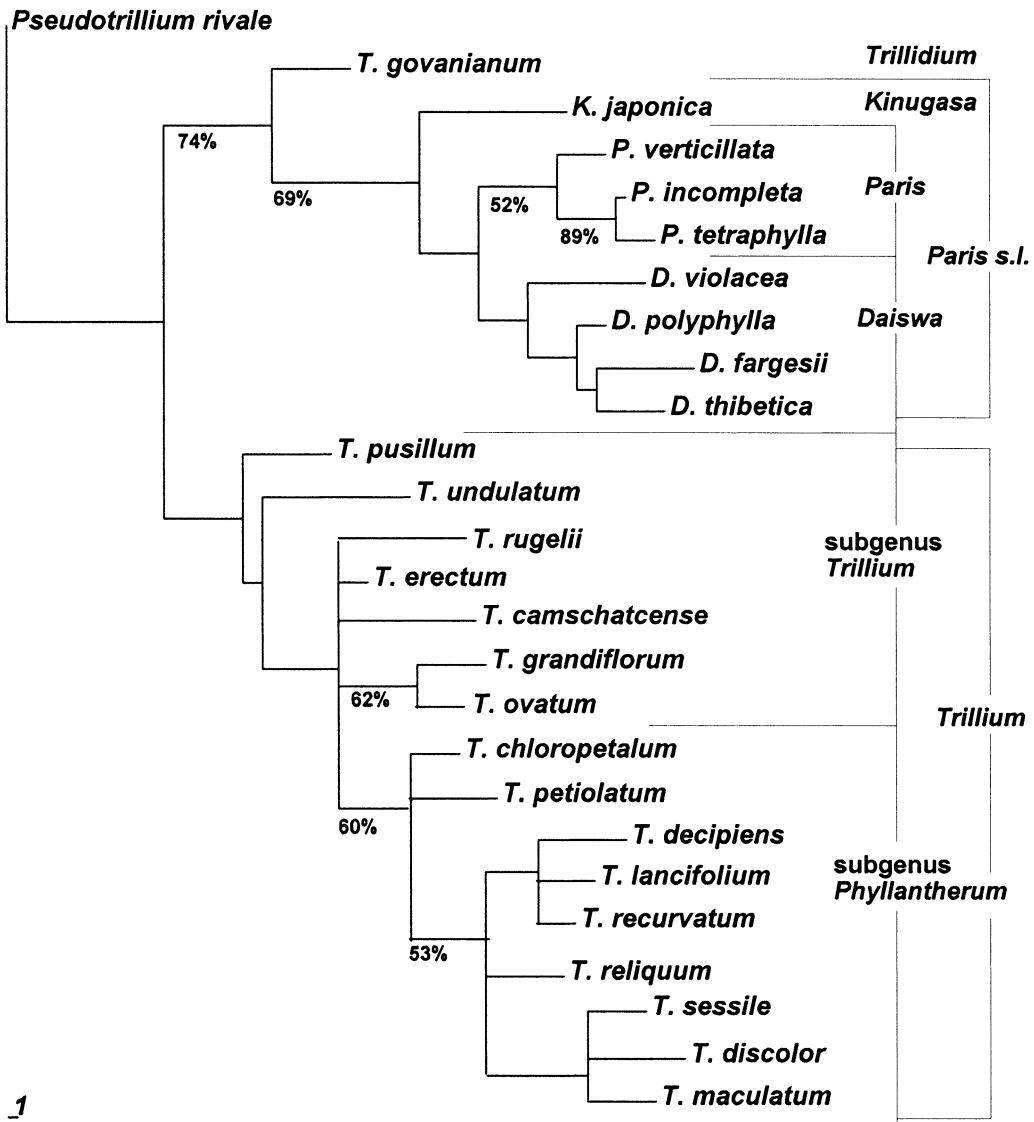 Pseudotrillium rivale
T. govanianum
Trillidium
K. japonica
Kinugasa
74%
P. verticillata
69%
52%
P. incompleta
Paris
89%
P. tetraphylla
Paris s.l.
D. violacea
D. polyphylla
Daiswa
D. fargesii
D. thibetica
T. pusillum
T. undulatum
T. rugelii
subgenus
Trillium
T. erectum
T. camschatcense
T. grandiflorum
62%
T. ovatum
Trillium
T. chloropetalum
T. petiolatum
60%
T. decipiens
subgenus
Phyllantherum
T. lancifolium
T. recurvatum
53%
T. reliquum
T. sessile
T. discolor
T. maculatum
1